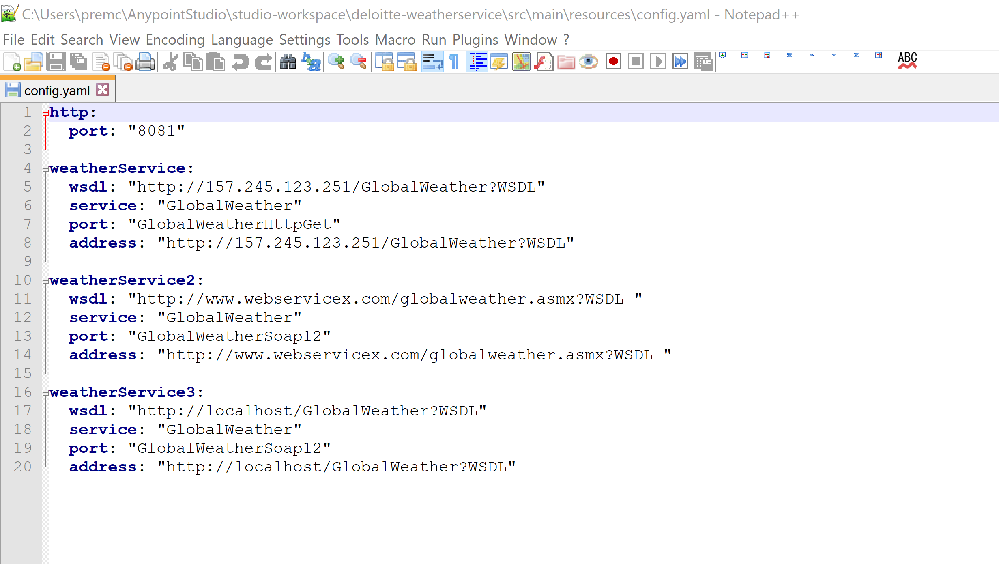 C:\Users\premc\AnypointStudio\studio-workspace\deloitte-weatherservice\src\main\resources\config.yaml - Notepad++
File Edit Search View Encoding Language Settings Tools Macro Run Plugins Window ?
ABC
config.yaml
1 http:
2   port: "8081"
3
4 weatherService:
5   wsdl: "http://157.245.123.251/GlobalWeather?WSDL"
6   service: "GlobalWeather"
7   port: "GlobalWeatherHttpGet"
8   address: "http://157.245.123.251/GlobalWeather?WSDL"
9
10 weatherService2:
11   wsdl: "http://www.webservicex.com/globalweather.asmx?WSDL "
12   service: "GlobalWeather"
13   port: "GlobalWeatherSoap12"
14   address: "http://www.webservicex.com/globalweather.asmx?WSDL "
15
16 weatherService3:
17   wsdl: "http://localhost/GlobalWeather?WSDL"
18   service: "GlobalWeather"
19   port: "GlobalWeatherSoap12"
20   address: "http://localhost/GlobalWeather?WSDL"